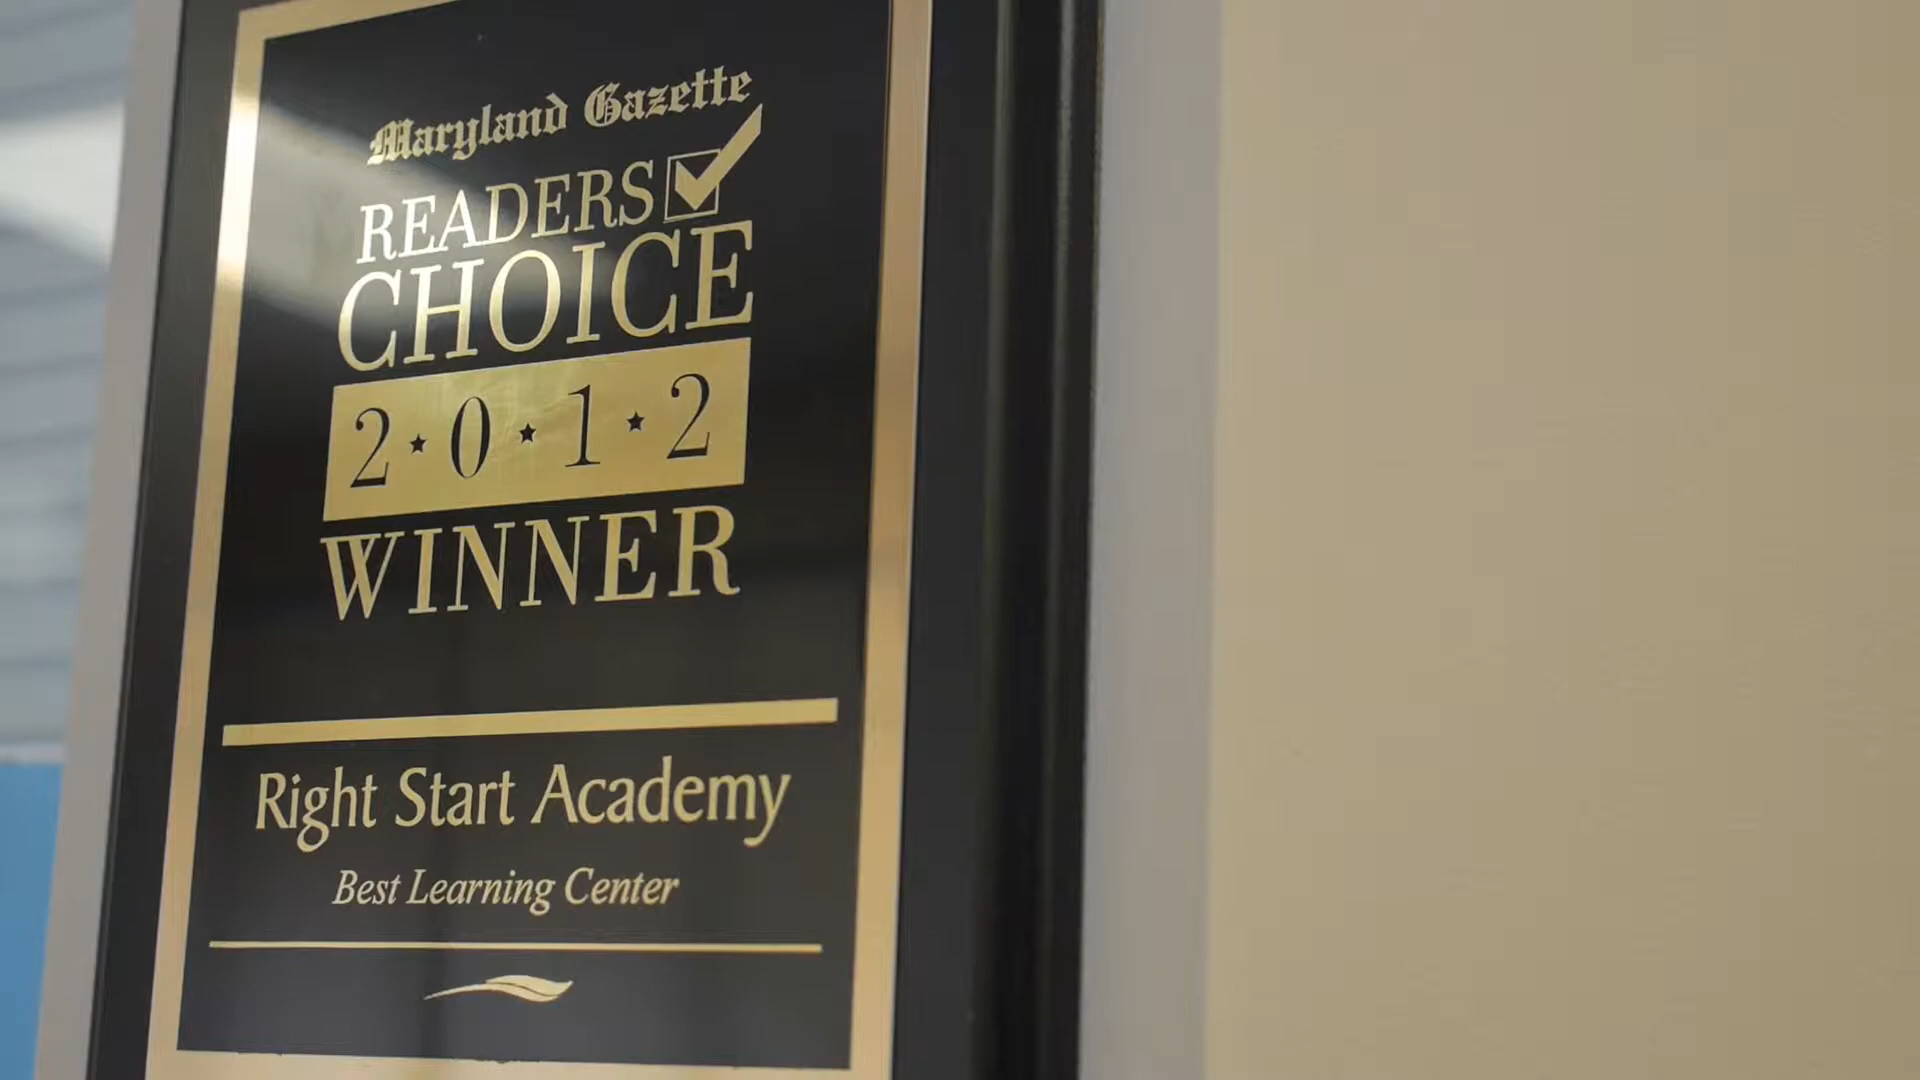 Maryland Gazette
READERS
CHOICE
2★0★1★2
WINNER
Right Start Academy
Best Learning Center